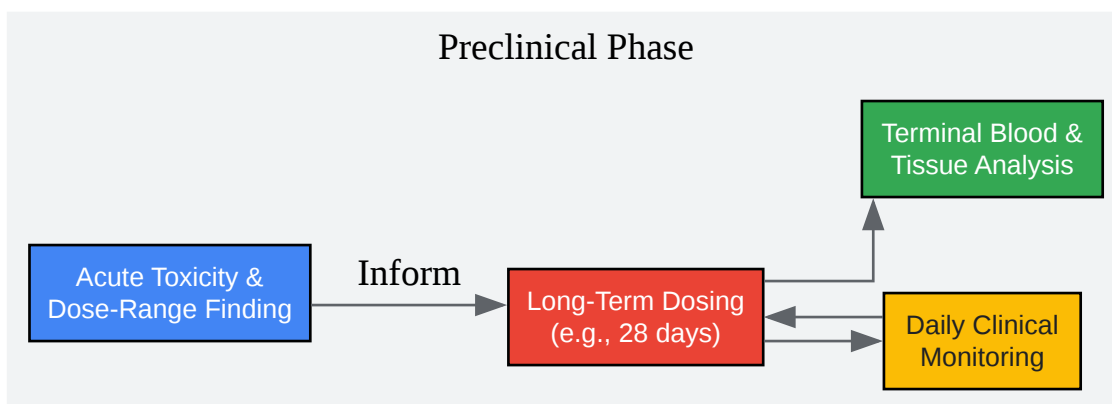 Preclinical Phase
Acute Toxicity &
Dose-Range Finding
Inform
Long-Term Dosing
(e.g., 28 days)
Terminal Blood &
Tissue Analysis
Daily Clinical
Monitoring